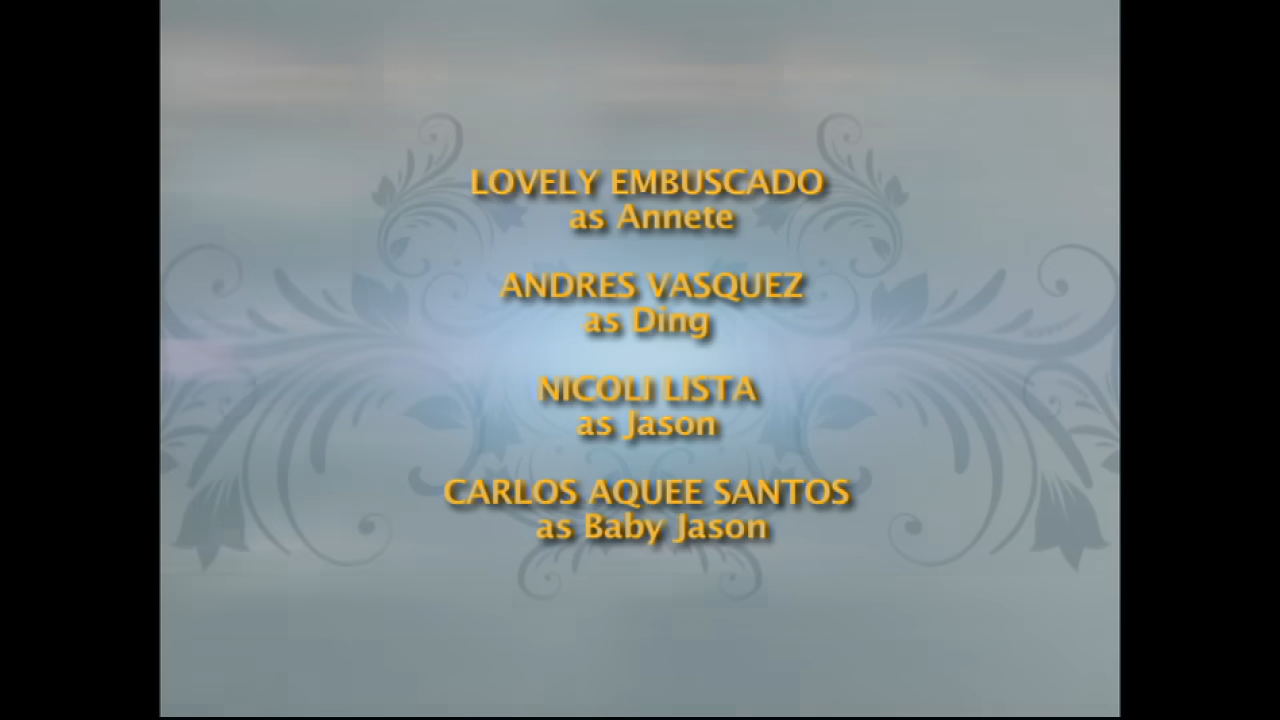 LOVELY EMBUSCADO
as Annete
ANDRES VASQUEZ
as Ding
NICOLI LISTA
as Jason
CARLOS AQUEE SANTOS
as Baby Jason